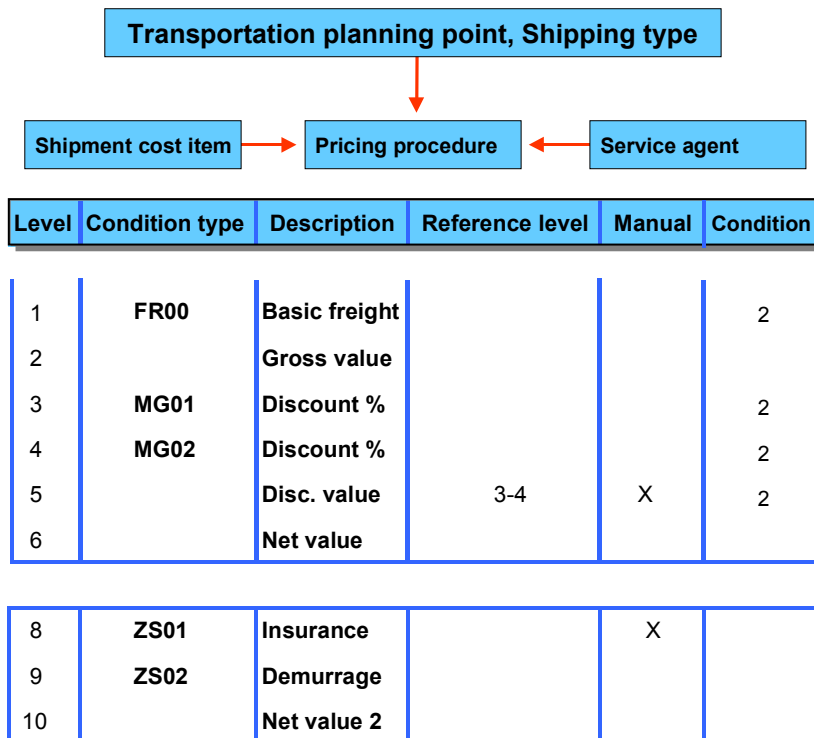 Transportation planning point, Shipping type
Shipment cost item Pricing procedure Service agent
Level Condition type Description Reference level Manual Condition
1 FR00 Basic freight 2
2 Gross value
3 MG01 Discount % 2
4 MG02 Discount % 2
5 Disc. value 3-4 X 2
6 Net value
8 ZS01 Insurance X
9 ZS02 Demurrage
10 Net value 2